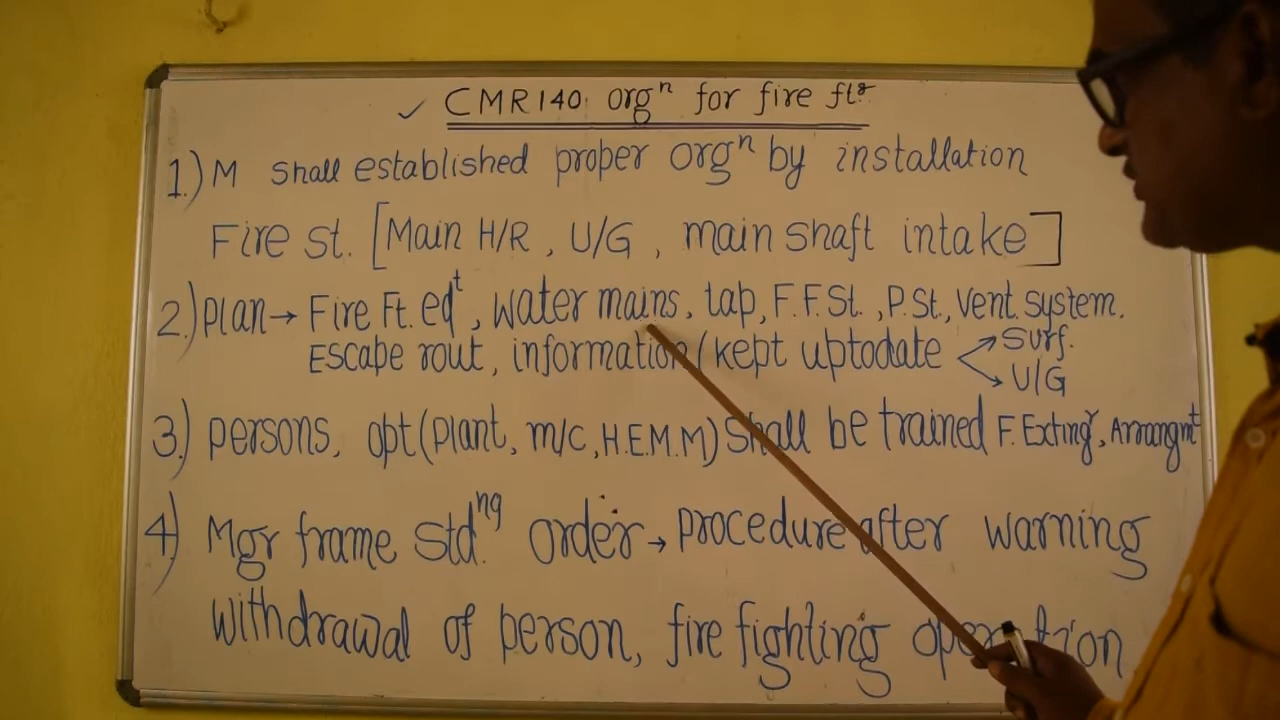 ✓ CMR140. orgⁿ for fire ftg
1.) M shall established proper orgⁿ by installation
Fire st. [Main H/R, U/G, main shaft intake]
2.) plan → Fire Ft. eqᵗ, water mains, tap, F.F.St., P.St, vent. system.
Escape rout, information/kept uptodate
Surf.
U/G
3.) persons, opt (plant, m/c, H.E.M.M) Shall be trained F. Extingʳ, Arrangmᵗ
4) Mgr frame stdⁿᵍ. order → procedure after warning
withdrawal of person, fire fighting operation